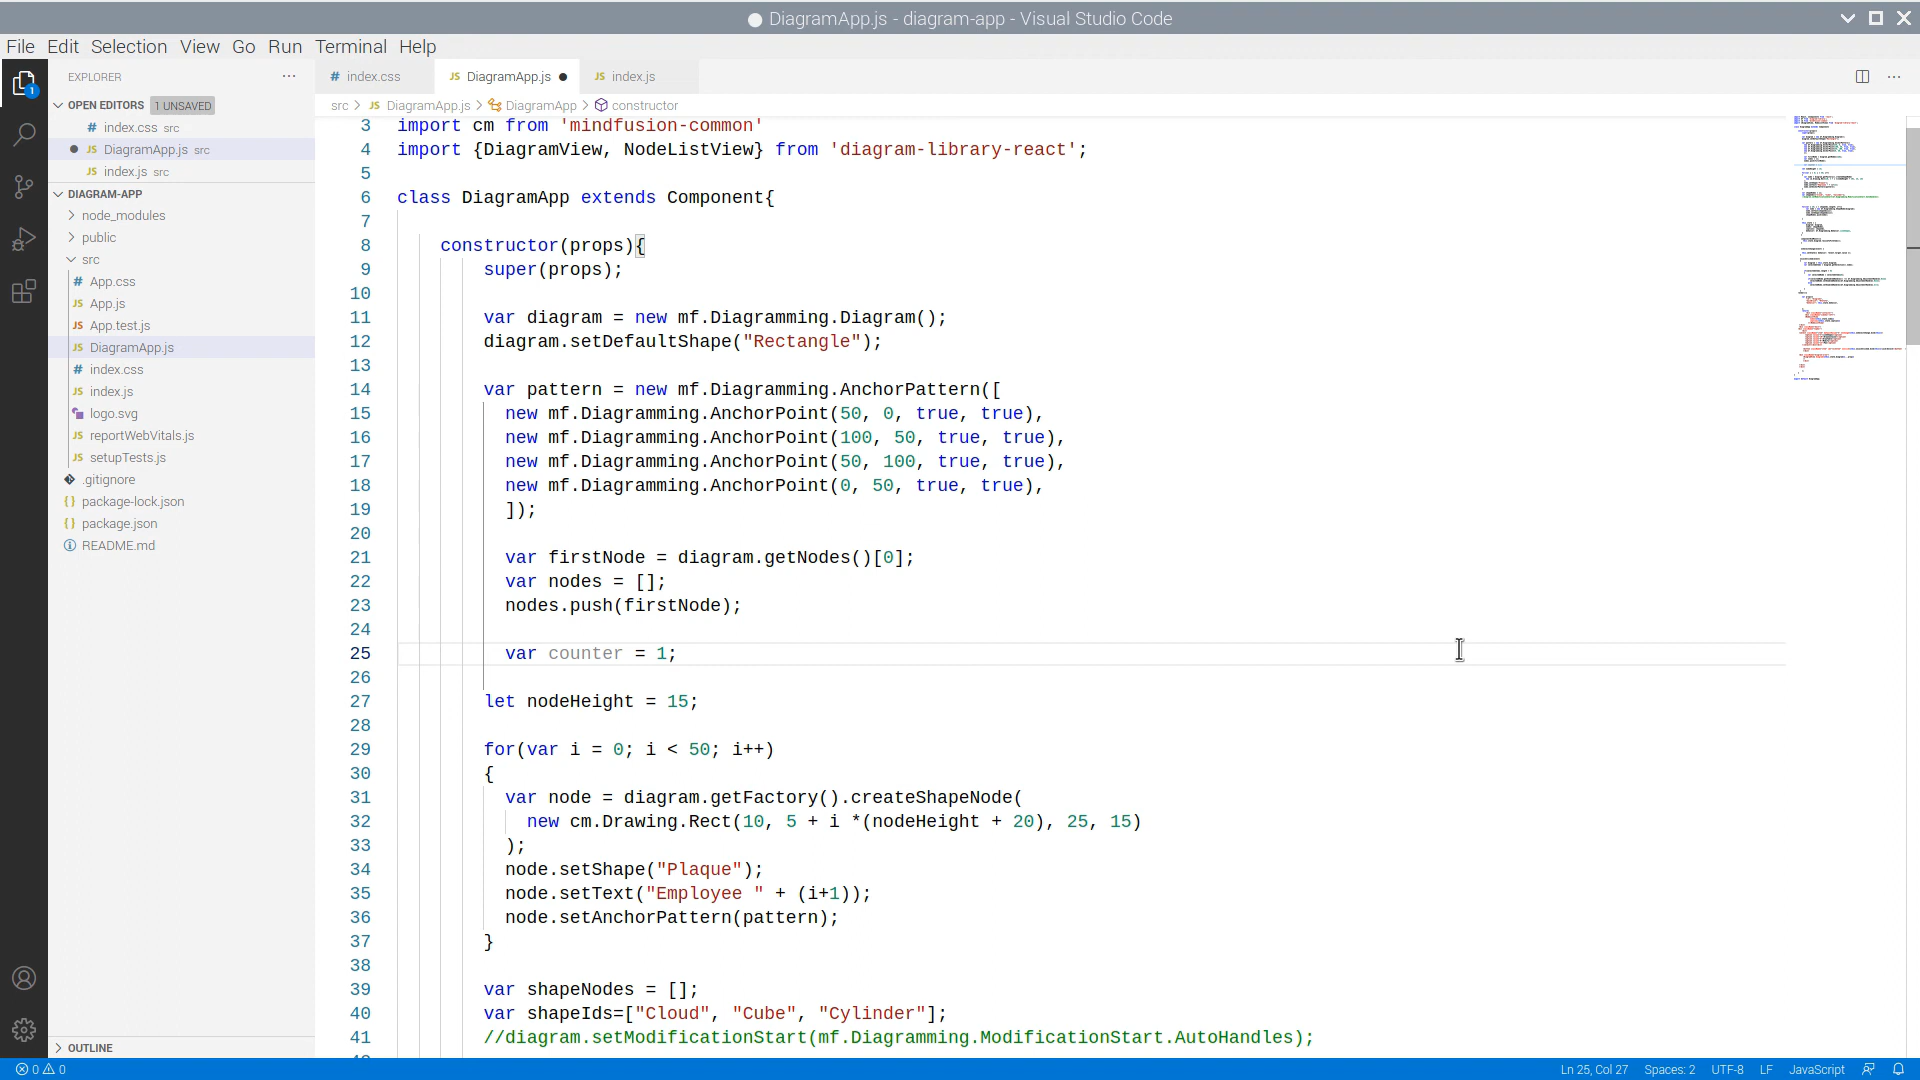 DiagramApp.js - diagram-app - Visual Studio Code
File Edit Selection View Go Run Terminal Help
EXPLORER
OPEN EDITORS 1 UNSAVED
# index.css src
JS DiagramApp.js src
JS index.js src
DIAGRAM-APP
node_modules
public
src
# App.css
JS App.js
JS App.test.js
JS DiagramApp.js
# index.css
JS index.js
logo.svg
JS reportWebVitals.js
JS setupTests.js
.gitignore
{} package-lock.json
{} package.json
README.md
OUTLINE
1
# index.css
JS DiagramApp.js
JS index.js
src > JS DiagramApp.js > DiagramApp > constructor
3 import cm from 'mindfusion-common'
4 import {DiagramView, NodeListView} from 'diagram-library-react';
5
6 class DiagramApp extends Component{
7
8 constructor(props){
9 super(props);
10
11 var diagram = new mf.Diagramming.Diagram();
12 diagram.setDefaultShape("Rectangle");
13
14 var pattern = new mf.Diagramming.AnchorPattern([
15 new mf.Diagramming.AnchorPoint(50, 0, true, true),
16 new mf.Diagramming.AnchorPoint(100, 50, true, true),
17 new mf.Diagramming.AnchorPoint(50, 100, true, true),
18 new mf.Diagramming.AnchorPoint(0, 50, true, true),
19 ]);
20
21 var firstNode = diagram.getNodes()[0];
22 var nodes = [];
23 nodes.push(firstNode);
24
25 var counter = 1;
26
27 let nodeHeight = 15;
28
29 for(var i = 0; i < 50; i++)
30 {
31 var node = diagram.getFactory().createShapeNode(
32 new cm.Drawing.Rect(10, 5 + i *(nodeHeight + 20), 25, 15)
33 );
34 node.setShape("Plaque");
35 node.setText("Employee " + (i+1));
36 node.setAnchorPattern(pattern);
37 }
38
39 var shapeNodes = [];
40 var shapeIds=["Cloud", "Cube", "Cylinder"];
41 //diagram.setModificationStart(mf.Diagramming.ModificationStart.AutoHandles);
0 0
Ln 25, Col 27 Spaces: 2 UTF-8 LF JavaScript